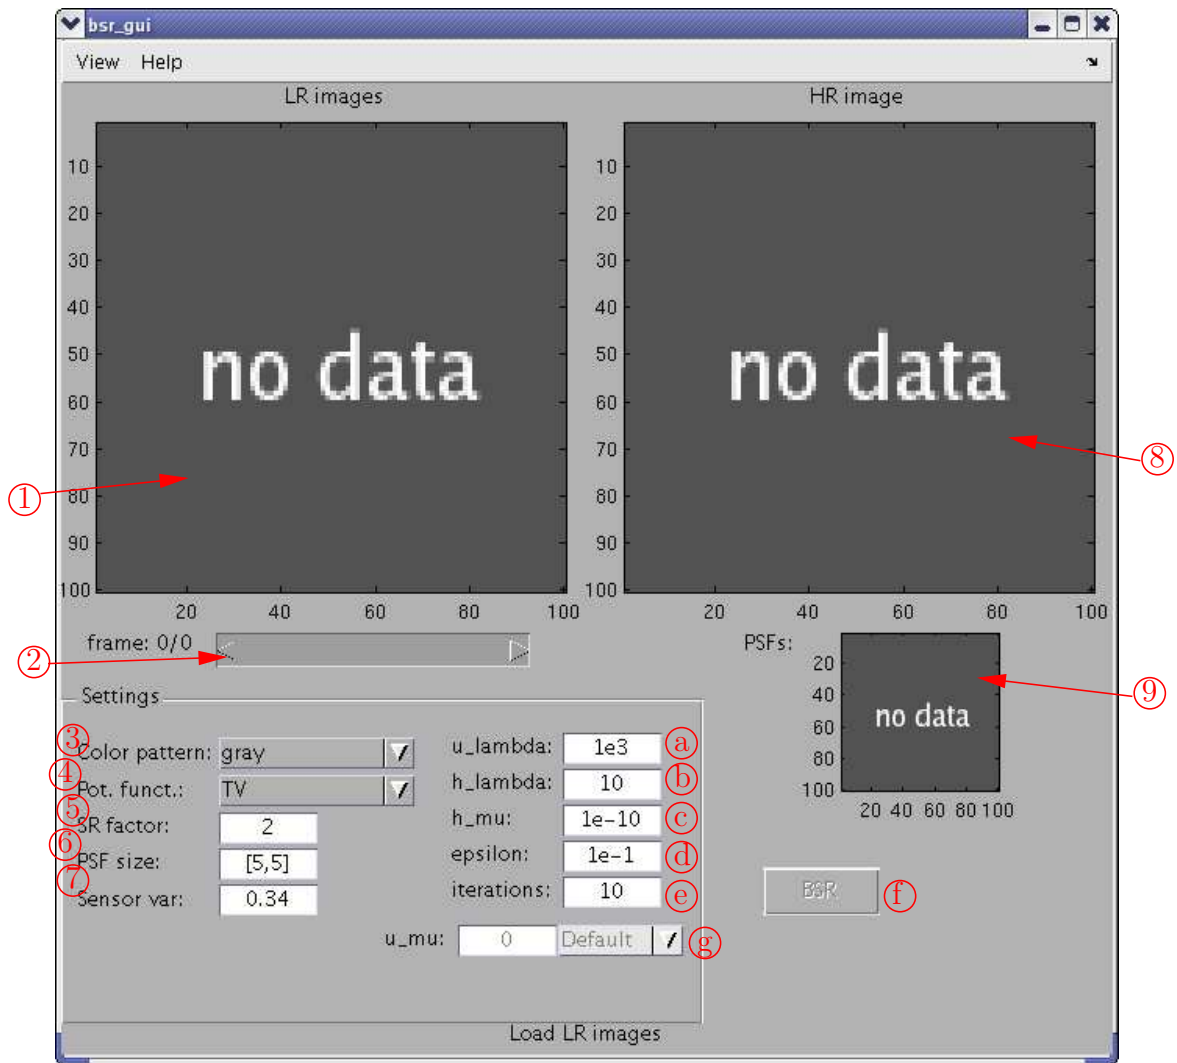 bsr_gui
View Help
LR images
HR image
10
20
30
40
50
60
70
80
90
100
20 40 60 80 100
no data
10
20
30
40
50
60
70
80
90
100
20 40 60 80 100
no data
1
8
frame: 0/0
2
PSFs:
20
40
60
80
100
20 40 60 80 100
no data
9
Settings
3
Color pattern: gray
4
Pot. funct.: TV
5
SR factor: 2
6
PSF size: [5,5]
7
Sensor var: 0.34
u_lambda: 1e3 a
h_lambda: 10 b
h_mu: 1e-10 c
epsilon: 1e-1 d
iterations: 10 e
u_mu: 0 Default g
BSR f
Load LR images